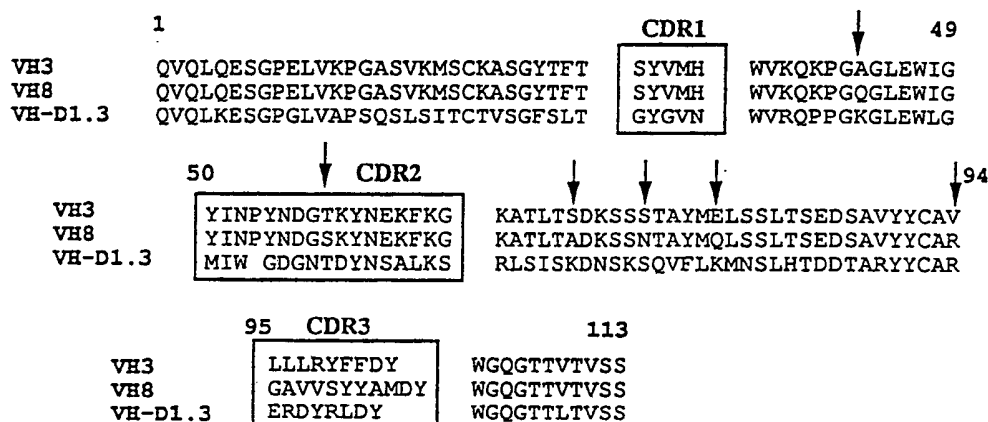 1 CDR1 49
VH3 QVQLQESGPELVKPGASVKMSCKASGYTFT SYVMH WVKQKPGAGLEWIG
VH8 QVQLQESGPELVKPGASVKMSCKASGYTFT SYVMH WVKQKPGQGLEWIG
VH-D1.3 QVQLKESGPGLVAPSQSLSITCTVSGFSLT GYGVN WVRQPPGKGLEWLG
50 CDR2 94
VH3 YINPYNDGTKYNEKFKG KATLTSDKSSSTAYMELSSLTSEDSAVYYCAV
VH8 YINPYNDGSKYNEKFKG KATLTADKSSNTAYMQLSSLTSEDSAVYYCAR
VH-D1.3 MIW GDGNTDYNSALKS RLSISKDNSKSQVFLKMNSLHTDDTARYYCAR
95 CDR3 113
VH3 LLLRYFFDY WGQGTTVTVSS
VH8 GAVVSYYAMDY WGQGTTVTVSS
VH-D1.3 ERDYRLDY WGQGTTLTVSS